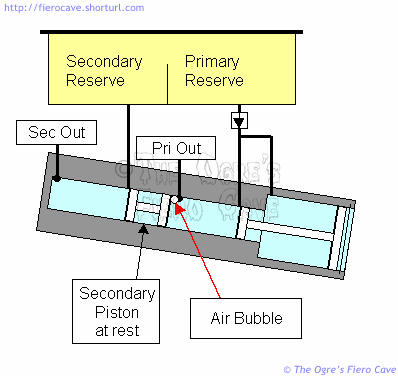 http://fierocave.shorturl.com
Secondary
Reserve
Primary
Reserve
Sec Out
Pri Out
© The Ogre's
Fiero Cave
Secondary
Piston
at rest
Air Bubble
© The Ogre's Fiero Cave